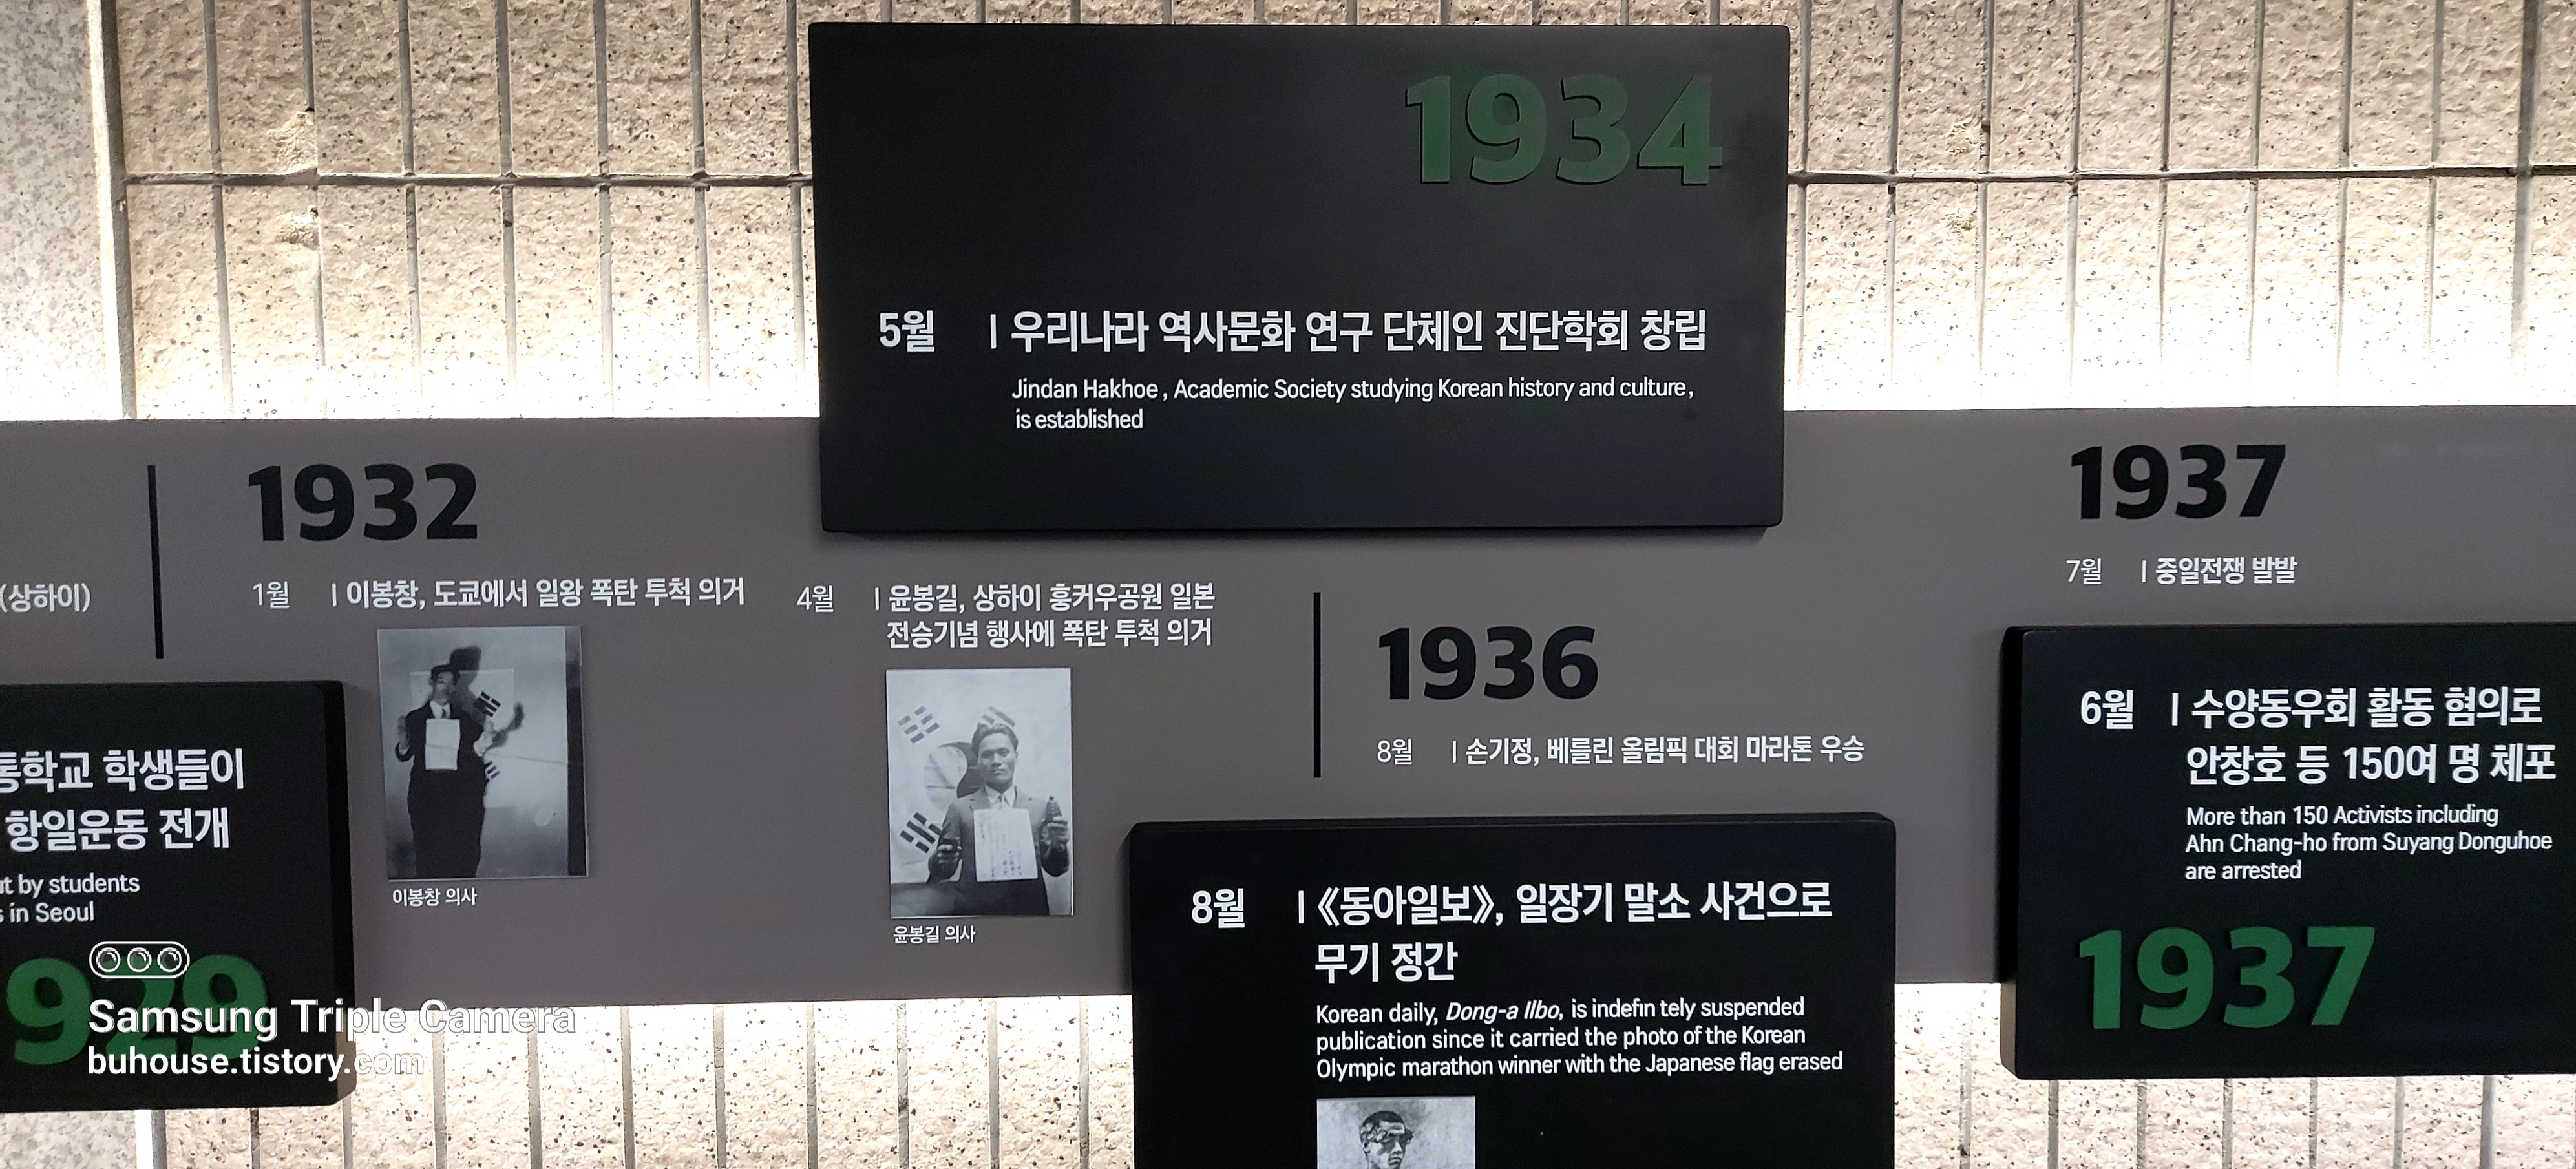 1934
5월 | 우리나라 역사문화 연구 단체인 진단학회 창립
Jindan Hakhoe , Academic Society studying Korean history and culture,
is established
(상하이)
1932
1월 | 이봉창, 도쿄에서 일왕 폭탄 투척 의거
이봉창 의사
4월 | 윤봉길, 상하이 훙커우공원 일본
전승기념 행사에 폭탄 투척 의거
윤봉길 의사
1936
8월 | 손기정, 베를린 올림픽 대회 마라톤 우승
1937
7월 | 중일전쟁 발발
학생들이
항일운동 전개
by students
in Seoul
929
8월 | 《동아일보》, 일장기 말소 사건으로
무기 정간
Korean daily, Dong-a Ilbo, is indefin tely suspended
publication since it carried the photo of the Korean
Olympic marathon winner with the Japanese flag erased
6월 | 수양동우회 활동 혐의로
안창호 등 150여 명 체포
More than 150 Activists including
Ahn Chang-ho from Suyang Donguhoe
are arrested
1937
Samsung Triple Camera
buhouse.tistory.com